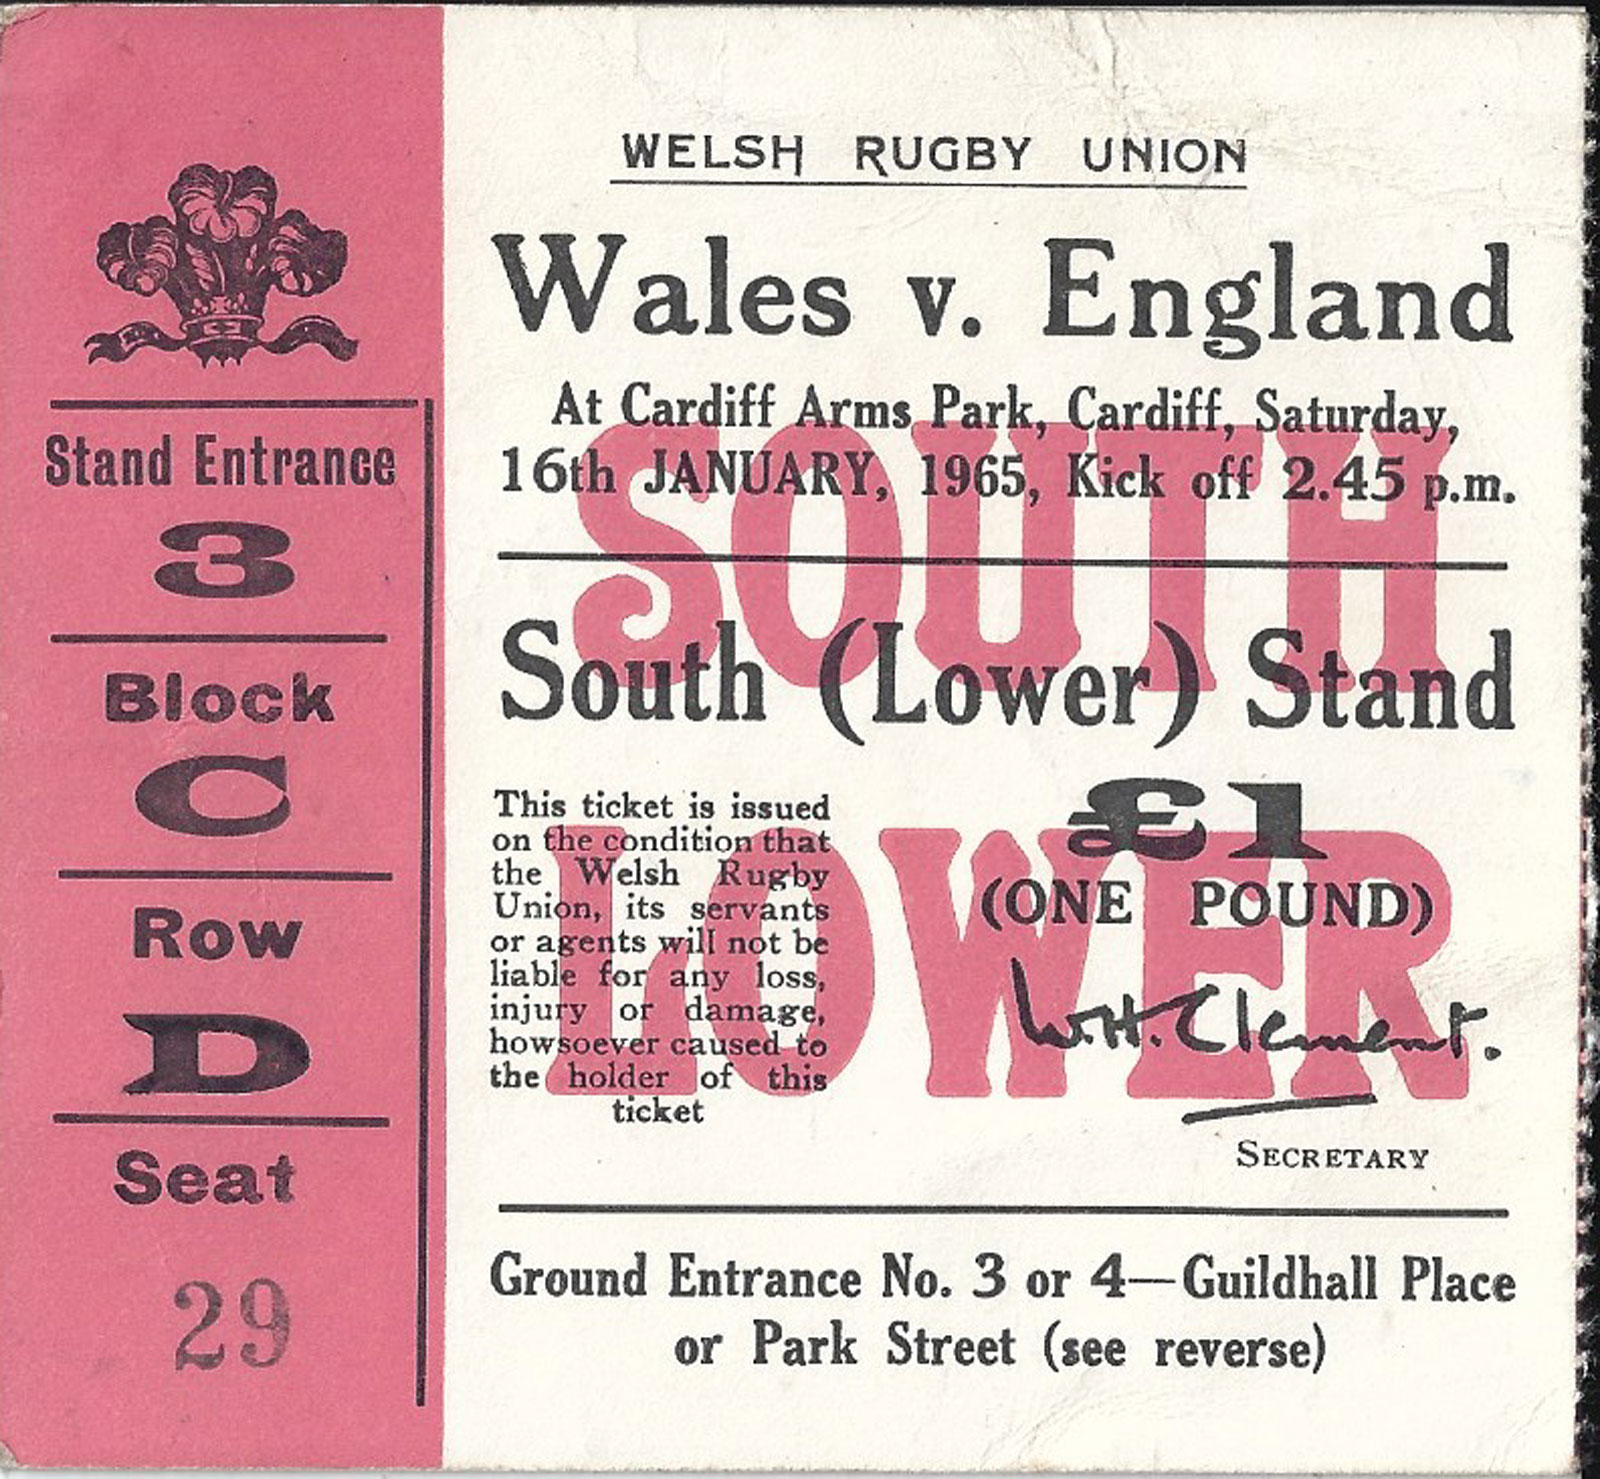 Stand Entrance
3
Block
C
Row
D
Seat
29
WELSH RUGBY UNION
Wales v. England
At Cardiff Arms Park, Cardiff, Saturday,
16th JANUARY, 1965, Kick off 2.45 p.m.
SOUTH
South (Lower) Stand
This ticket is issued
on the condition that
the Welsh Rugby
Union, its servants
or agents will not be
liable for any loss,
injury or damage,
howsoever caused to
the holder of this
ticket
LOWER
£1
(ONE POUND)
W.H. Clement.
SECRETARY
Ground Entrance No. 3 or 4—Guildhall Place
or Park Street (see reverse)